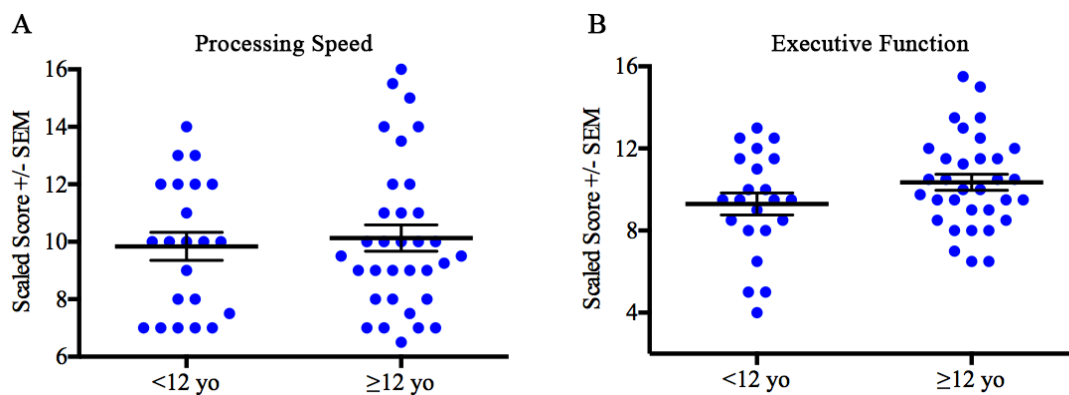 A
Processing Speed
Scaled Score +/- SEM
16
14
12
10
8
6
<12 yo
≥12 yo
B
Executive Function
Scaled Score +/- SEM
16
12
8
4
<12 yo
≥12 yo